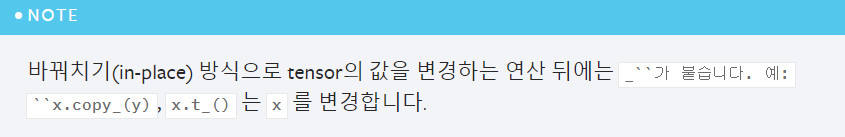 • NOTE
바꿔치기(in-place) 방식으로 tensor의 값을 변경하는 연산 뒤에는 _``가 붙습니다. 예:
``x.copy_(y), x.t_() 는 x 를 변경합니다.